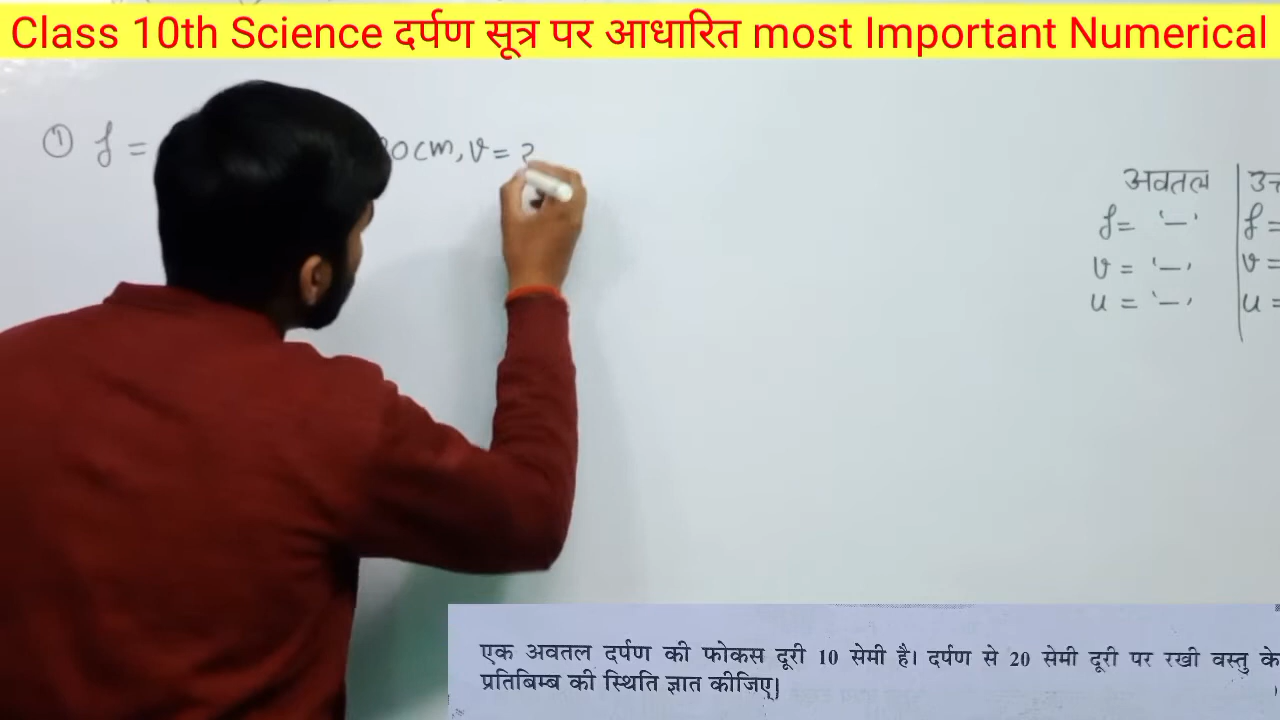 Class 10th Science दर्पण सूत्र पर आधारित most Important Numerical
① f = 20cm, v = ?
अवतल
f = '–'
v = '–'
u = '–'
f =
v =
u =
एक अवतल दर्पण की फोकस दूरी 10 सेमी है। दर्पण से 20 सेमी दूरी पर रखी वस्तु के
प्रतिबिम्ब की स्थिति ज्ञात कीजिए|